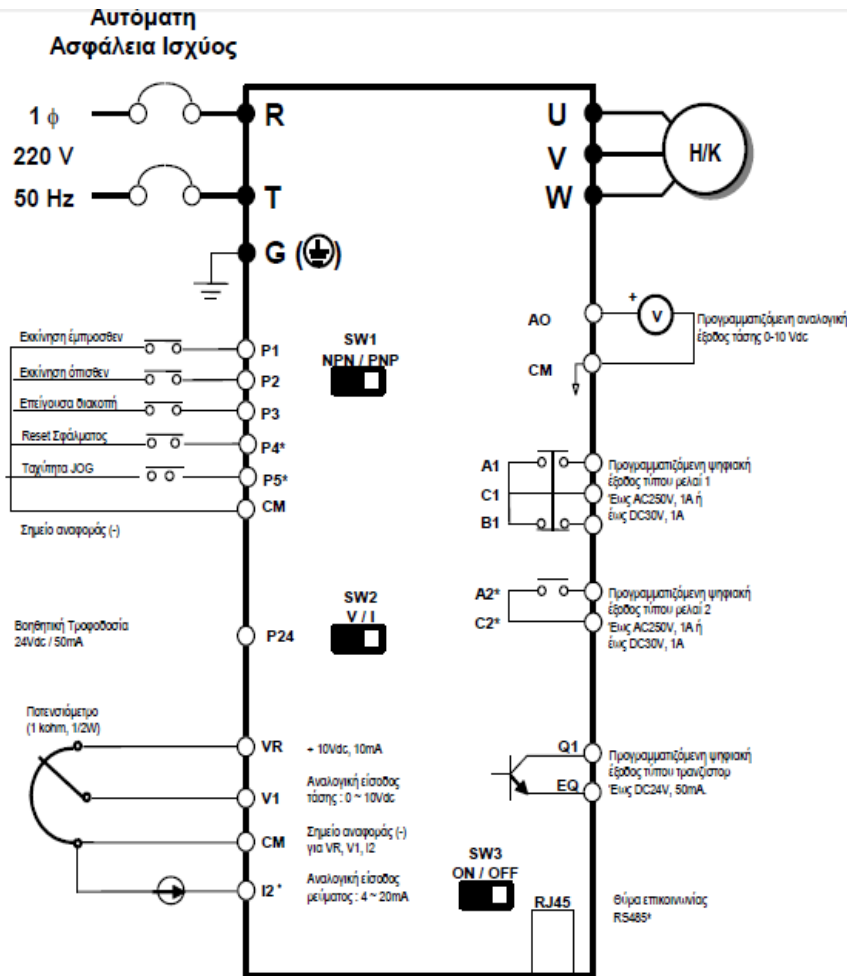 Αυτόματη
Ασφάλεια Ισχύος
1 ϕ
220 V
50 Hz
R
T
G
U
V
W
H/K
Εκκίνηση έμπροσθεν
P1
Εκκίνηση όπισθεν
P2
Επείγουσα διακοπή
P3
Reset Σφάλματος
P4*
Ταχύτητα JOG
P5*
CM
Σημείο αναφοράς (-)
SW1
NPN / PNP
AO
+
V
Προγραμματιζόμενη αναλογική
έξοδος τάσης 0-10 Vdc
CM
A1
C1
B1
Προγραμματιζόμενη ψηφιακή
έξοδος τύπου ρελαί 1
Έως AC250V, 1A ή
έως DC30V, 1A
SW2
V / I
Βοηθητική Τροφοδοσία
24Vdc / 50mA
P24
A2*
C2*
Προγραμματιζόμενη ψηφιακή
έξοδος τύπου ρελαί 2
Έως AC250V, 1A ή
έως DC30V, 1A
Ποτενσιόμετρο
(1 kohm, 1/2W)
VR
+ 10Vdc, 10mA
V1
Αναλογική είσοδος
τάσης : 0 ~ 10Vdc
CM
Σημείο αναφοράς (-)
για VR, V1, I2
I2*
Αναλογική είσοδος
ρεύματος : 4 ~ 20mA
Q1
EQ
Προγραμματιζόμενη ψηφιακή
έξοδος τύπου τρανζίστορ
Έως DC24V, 50mA.
SW3
ON / OFF
RJ45
Θύρα επικοινωνίας
RS485*